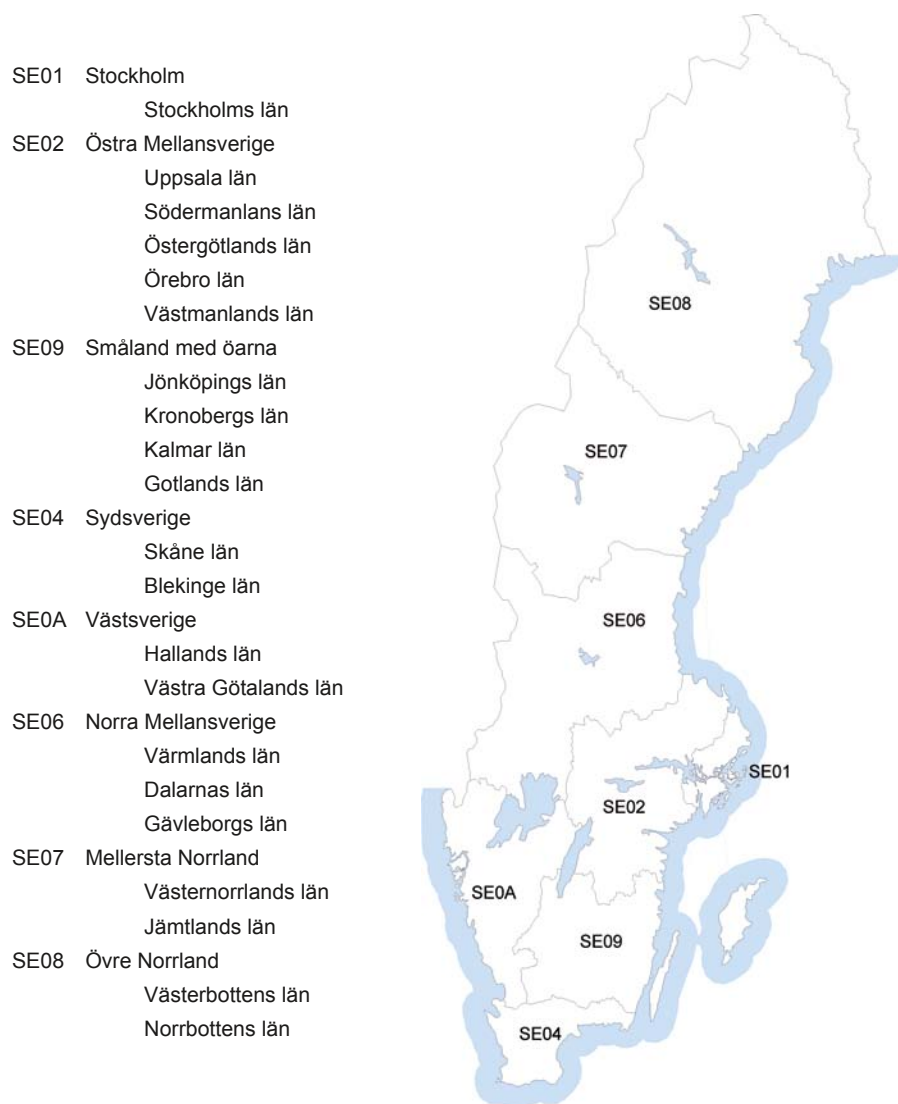 SE01 Stockholm
Stockholms län
SE02 Östra Mellansverige
Uppsala län
Södermanlans län
Östergötlands län
Örebro län
Västmanlands län
SE09 Småland med öarna
Jönköpings län
Kronobergs län
Kalmar län
Gotlands län
SE04 Sydsverige
Skåne län
Blekinge län
SE0A Västsverige
Hallands län
Västra Götalands län
SE06 Norra Mellansverige
Värmlands län
Dalarnas län
Gävleborgs län
SE07 Mellersta Norrland
Västernorrlands län
Jämtlands län
SE08 Övre Norrland
Västerbottens län
Norrbottens län
SE08
SE07
SE06
SE01
SE02
SE0A
SE09
SE04